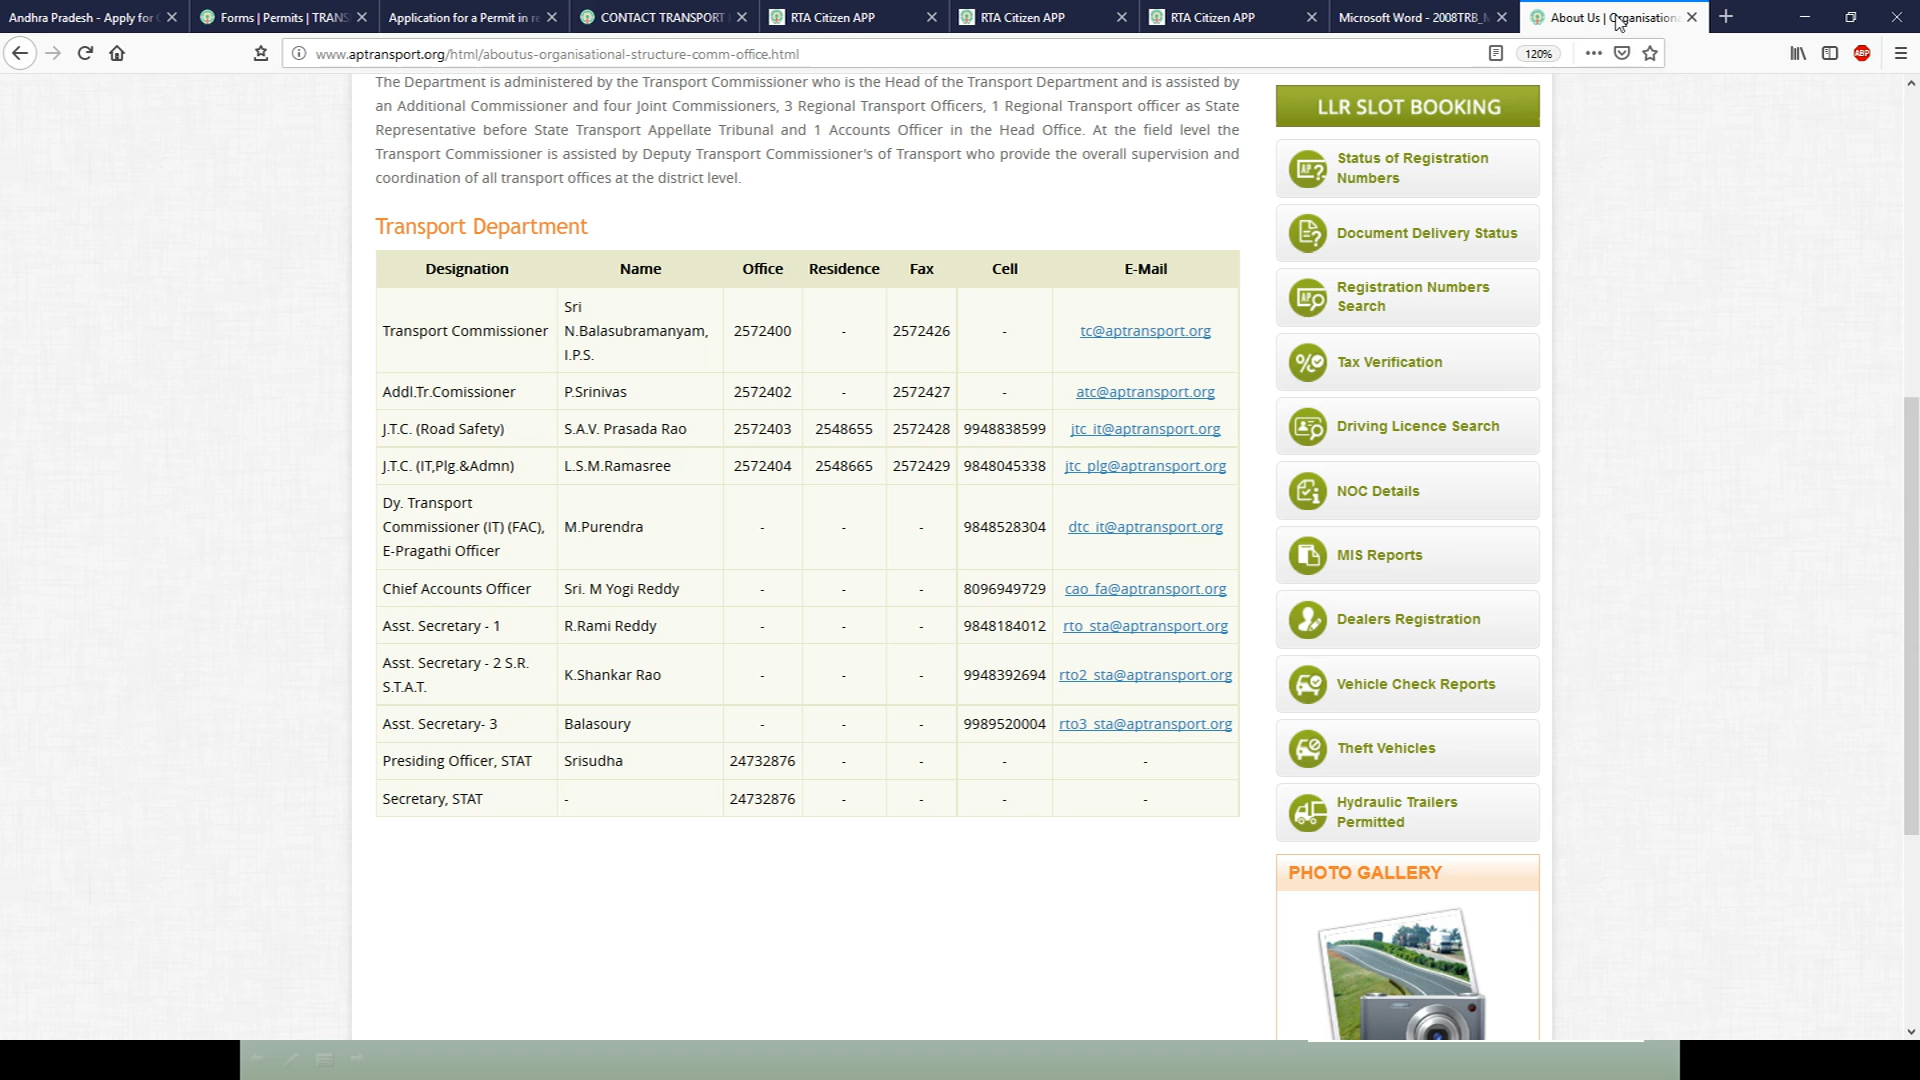 Andhra Pradesh - Apply for
Forms | Permits | TRANS
Application for a Permit in re
CONTACT TRANSPORT
RTA Citizen APP
RTA Citizen APP
RTA Citizen APP
Microsoft Word - 2008TRB_
About Us | Organisation
www.aptransport.org/html/aboutus-organisational-structure-comm-office.html
120%
ABP
The Department is administered by the Transport Commissioner who is the Head of the Transport Department and is assisted by
an Additional Commissioner and four Joint Commissioners, 3 Regional Transport Officers, 1 Regional Transport officer as State
Representative before State Transport Appellate Tribunal and 1 Accounts Officer in the Head Office. At the field level the
Transport Commissioner is assisted by Deputy Transport Commissioner's of Transport who provide the overall supervision and
coordination of all transport offices at the district level.
Transport Department
Designation Name Office Residence Fax Cell E-Mail
Transport Commissioner Sri N.Balasubramanyam, I.P.S. 2572400 - 2572426 - tc@aptransport.org
Addl.Tr.Comissioner P.Srinivas 2572402 - 2572427 - atc@aptransport.org
J.T.C. (Road Safety) S.A.V. Prasada Rao 2572403 2548655 2572428 9948838599 jtc_it@aptransport.org
J.T.C. (IT,Plg.&Admn) L.S.M.Ramasree 2572404 2548665 2572429 9848045338 jtc_plg@aptransport.org
Dy. Transport Commissioner (IT) (FAC), E-Pragathi Officer M.Purendra - - - 9848528304 dtc_it@aptransport.org
Chief Accounts Officer Sri. M Yogi Reddy - - - 8096949729 cao_fa@aptransport.org
Asst. Secretary - 1 R.Rami Reddy - - - 9848184012 rto_sta@aptransport.org
Asst. Secretary - 2 S.R. S.T.A.T. K.Shankar Rao - - - 9948392694 rto2_sta@aptransport.org
Asst. Secretary- 3 Balasoury - - - 9989520004 rto3_sta@aptransport.org
Presiding Officer, STAT Srisudha 24732876 - - - -
Secretary, STAT - 24732876 - - - -
LLR SLOT BOOKING
Status of Registration
Numbers
Document Delivery Status
Registration Numbers
Search
Tax Verification
Driving Licence Search
NOC Details
MIS Reports
Dealers Registration
Vehicle Check Reports
Theft Vehicles
Hydraulic Trailers
Permitted
PHOTO GALLERY